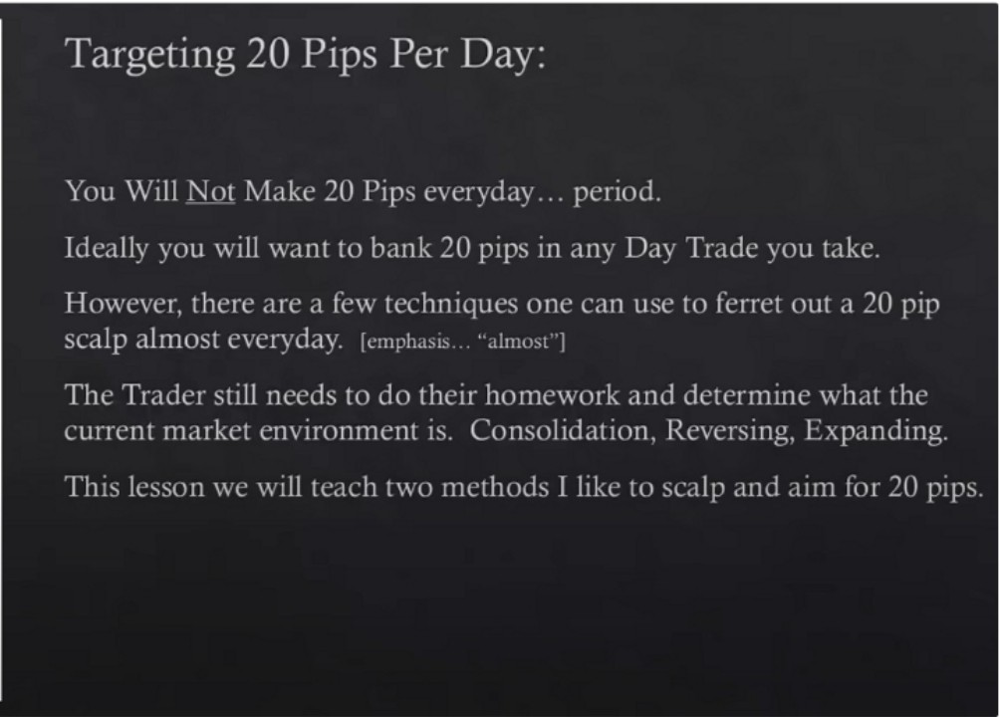 Targeting 20 Pips Per Day:
You Will Not Make 20 Pips everyday… period.
Ideally you will want to bank 20 pips in any Day Trade you take.
However, there are a few techniques one can use to ferret out a 20 pip
scalp almost everyday. [emphasis… “almost”]
The Trader still needs to do their homework and determine what the
current market environment is. Consolidation, Reversing, Expanding.
This lesson we will teach two methods I like to scalp and aim for 20 pips.